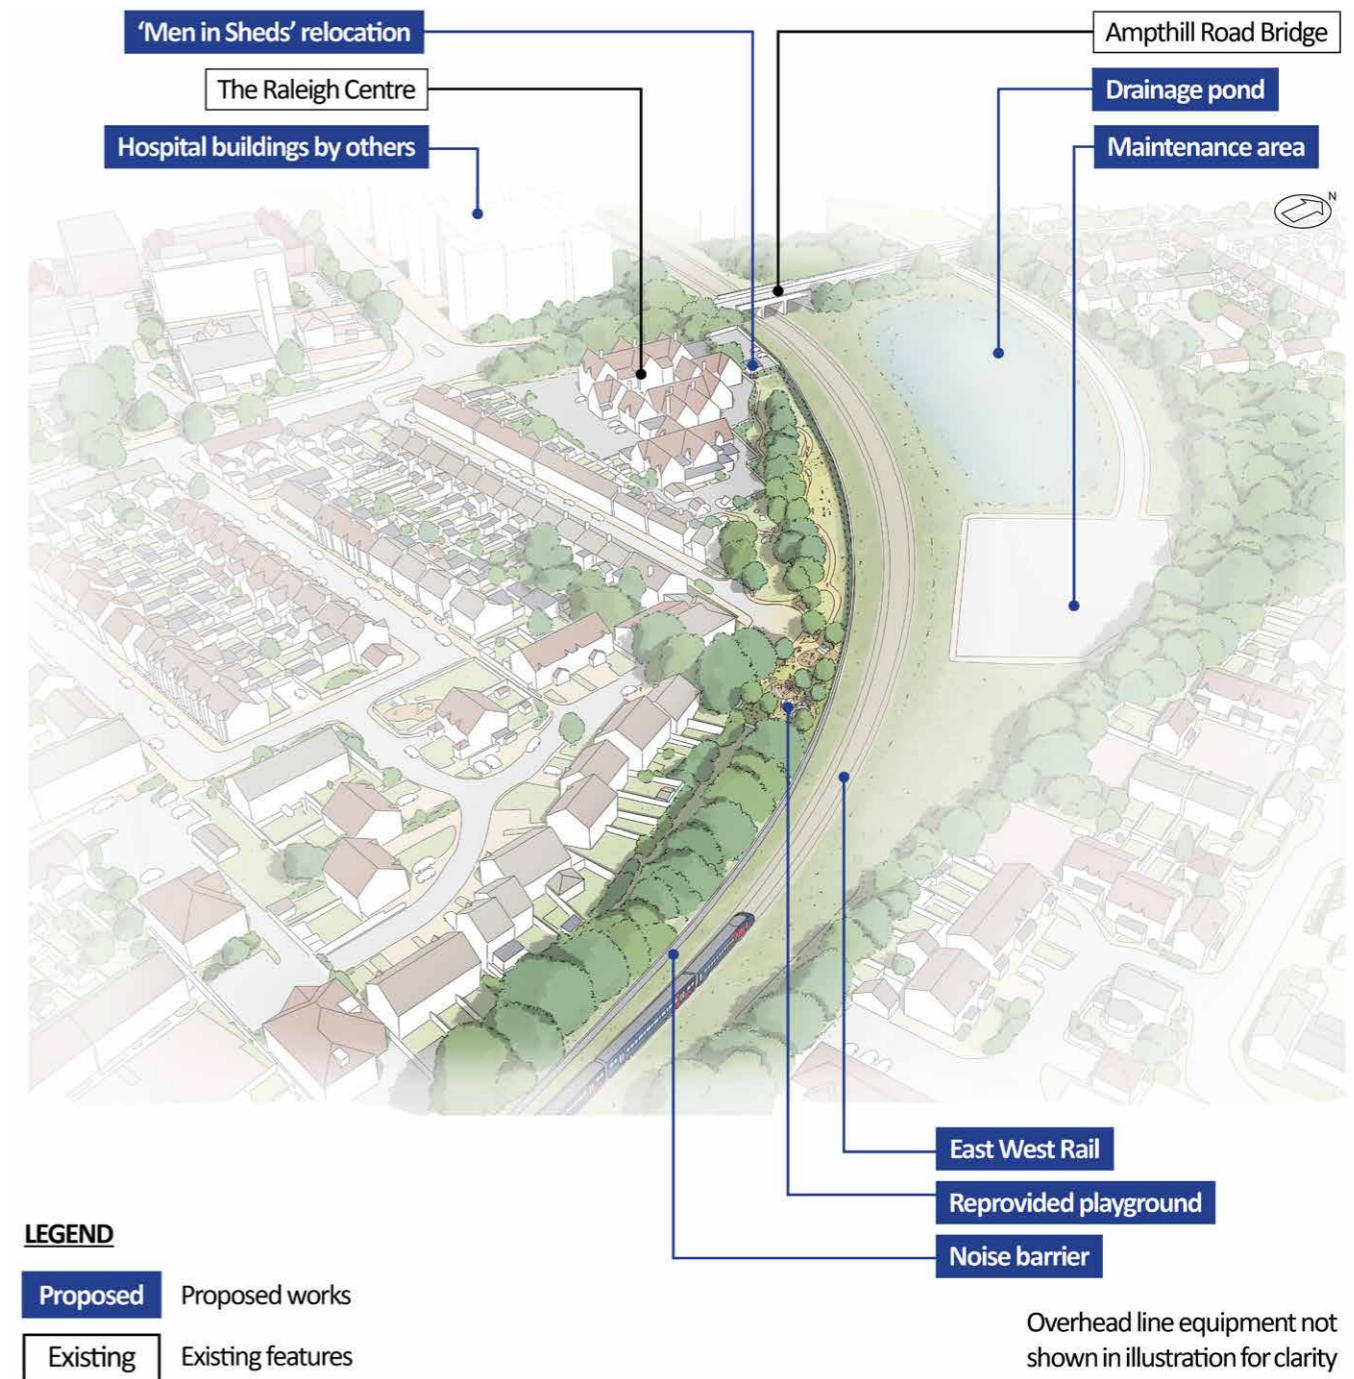 ‘Men in Sheds’ relocation
Ampthill Road Bridge
The Raleigh Centre
Drainage pond
Hospital buildings by others
Maintenance area
N
East West Rail
Reprovided playground
Noise barrier
LEGEND
Proposed Proposed works
Existing Existing features
Overhead line equipment not
shown in illustration for clarity